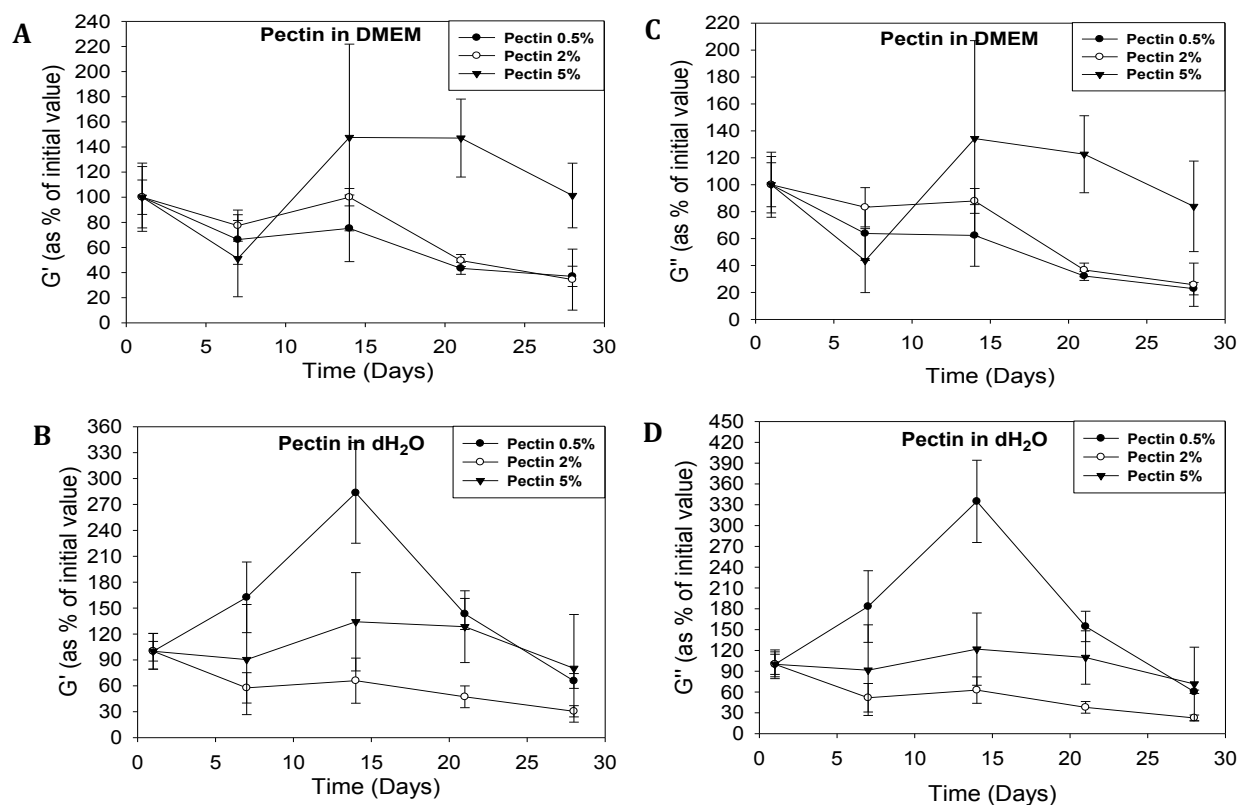 A
Pectin in DMEM
Pectin 0.5%
Pectin 2%
Pectin 5%
G' (as % of initial value)
240
220
200
180
160
140
120
100
80
60
40
20
0
0 5 10 15 20 25 30
Time (Days)
C
Pectin in DMEM
Pectin 0.5%
Pectin 2%
Pectin 5%
G'' (as % of initial value)
220
200
180
160
140
120
100
80
60
40
20
0
0 5 10 15 20 25 30
Time (Days)
B
Pectin in dH₂O
Pectin 0.5%
Pectin 2%
Pectin 5%
G' (as % of initial value)
360
330
300
270
240
210
180
150
120
90
60
30
0
0 5 10 15 20 25 30
Time (Days)
D
Pectin in dH₂O
Pectin 0.5%
Pectin 2%
Pectin 5%
G'' (as % of initial value)
450
420
390
360
330
300
270
240
210
180
150
120
90
60
30
0
0 5 10 15 20 25 30
Time (Days)